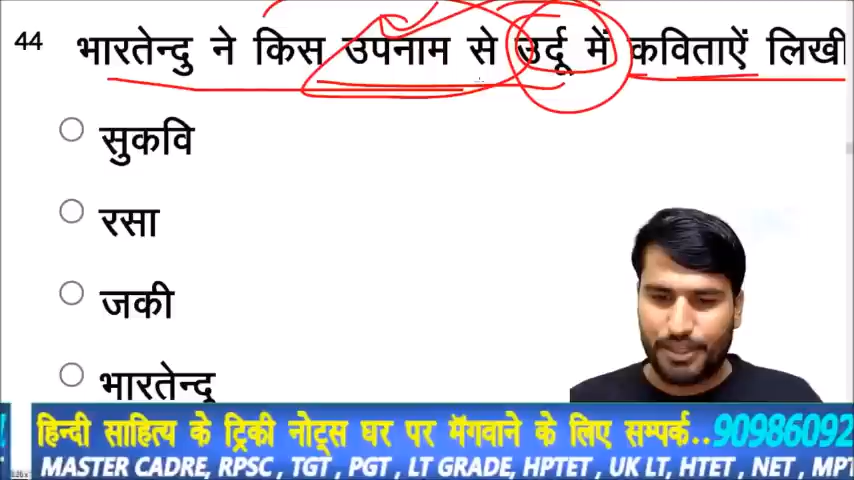 44 भारतेन्दु ने किस उपनाम से उर्दू में कविताऐं लिखी
सुकवि
रसा
जकी
भारतेन्दु
हिन्दी साहित्य के ट्रिकी नोट्स घर पर मॅगवाने के लिए सम्पर्क..90986092
MASTER CADRE, RPSC , TGT , PGT , LT GRADE, HPTET , UK LT, HTET , NET , MPT